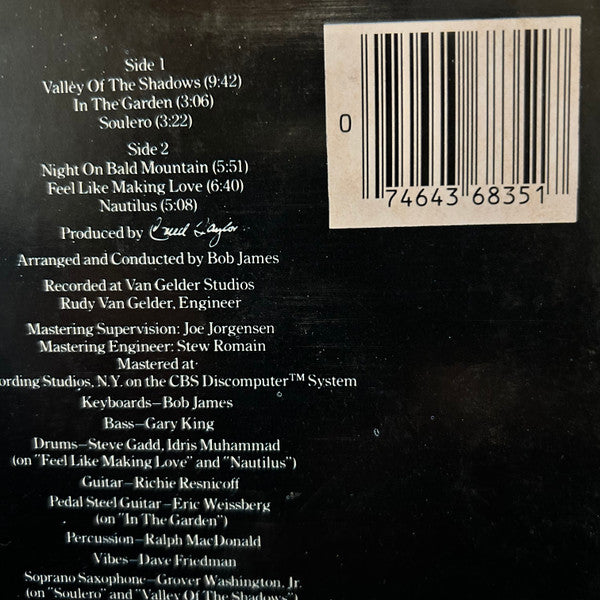 Side 1
Valley Of The Shadows (9:42)
In The Garden (3:06)
Soulero (3:22)
Side 2
Night On Bald Mountain (5:51)
Feel Like Making Love (6:40)
Nautilus (5:08)
Produced by Creed Taylor
Arranged and Conducted by Bob James
Recorded at Van Gelder Studios
Rudy Van Gelder, Engineer
Mastering Supervision: Joe Jorgensen
Mastering Engineer: Stew Romain
Mastered at
ording Studios, N.Y. on the CBS Discomputer™ System
Keyboards—Bob James
Bass—Gary King
Drums—Steve Gadd, Idris Muhammad
(on "Feel Like Making Love" and "Nautilus")
Guitar—Richie Resnicoff
Pedal Steel Guitar—Eric Weissberg
(on "In The Garden")
Percussion—Ralph MacDonald
Vibes—Dave Friedman
Soprano Saxophone—Grover Washington, Jr.
(on "Soulero" and "Valley Of The Shadows")
0 74643 68351